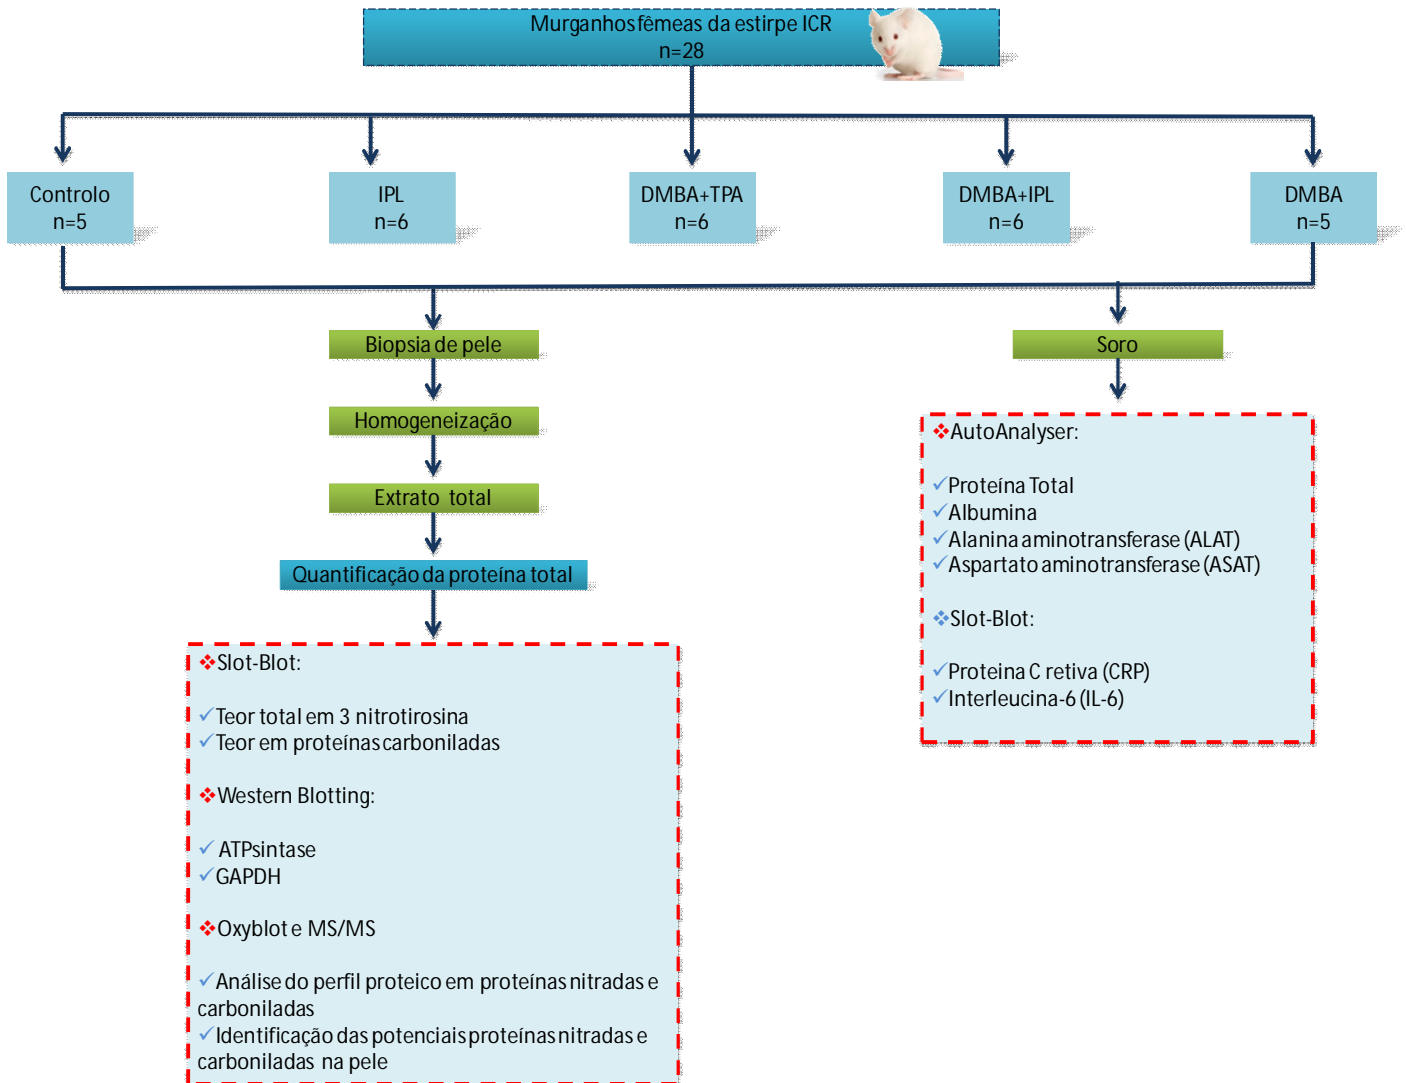 Murganhos fêmeas da estirpe ICR
n=28
Controlo
n=5
IPL
n=6
DMBA+TPA
n=6
DMBA+IPL
n=6
DMBA
n=5
Biopsia de pele
Homogeneização
Extrato total
Quantificação da proteína total
Slot-Blot:
Teor total em 3 nitrotirosina
Teor em proteínas carboniladas
Western Blotting:
ATPsintase
GAPDH
Oxyblot e MS/MS
Análise do perfil proteico em proteínas nitradas e
carboniladas
Identificação das potenciais proteínas nitradas e
carboniladas na pele
Soro
AutoAnalyser:
Proteína Total
Albumina
Alanina aminotransferase (ALAT)
Aspartato aminotransferase (ASAT)
Slot-Blot:
Proteina C retiva (CRP)
Interleucina-6 (IL-6)